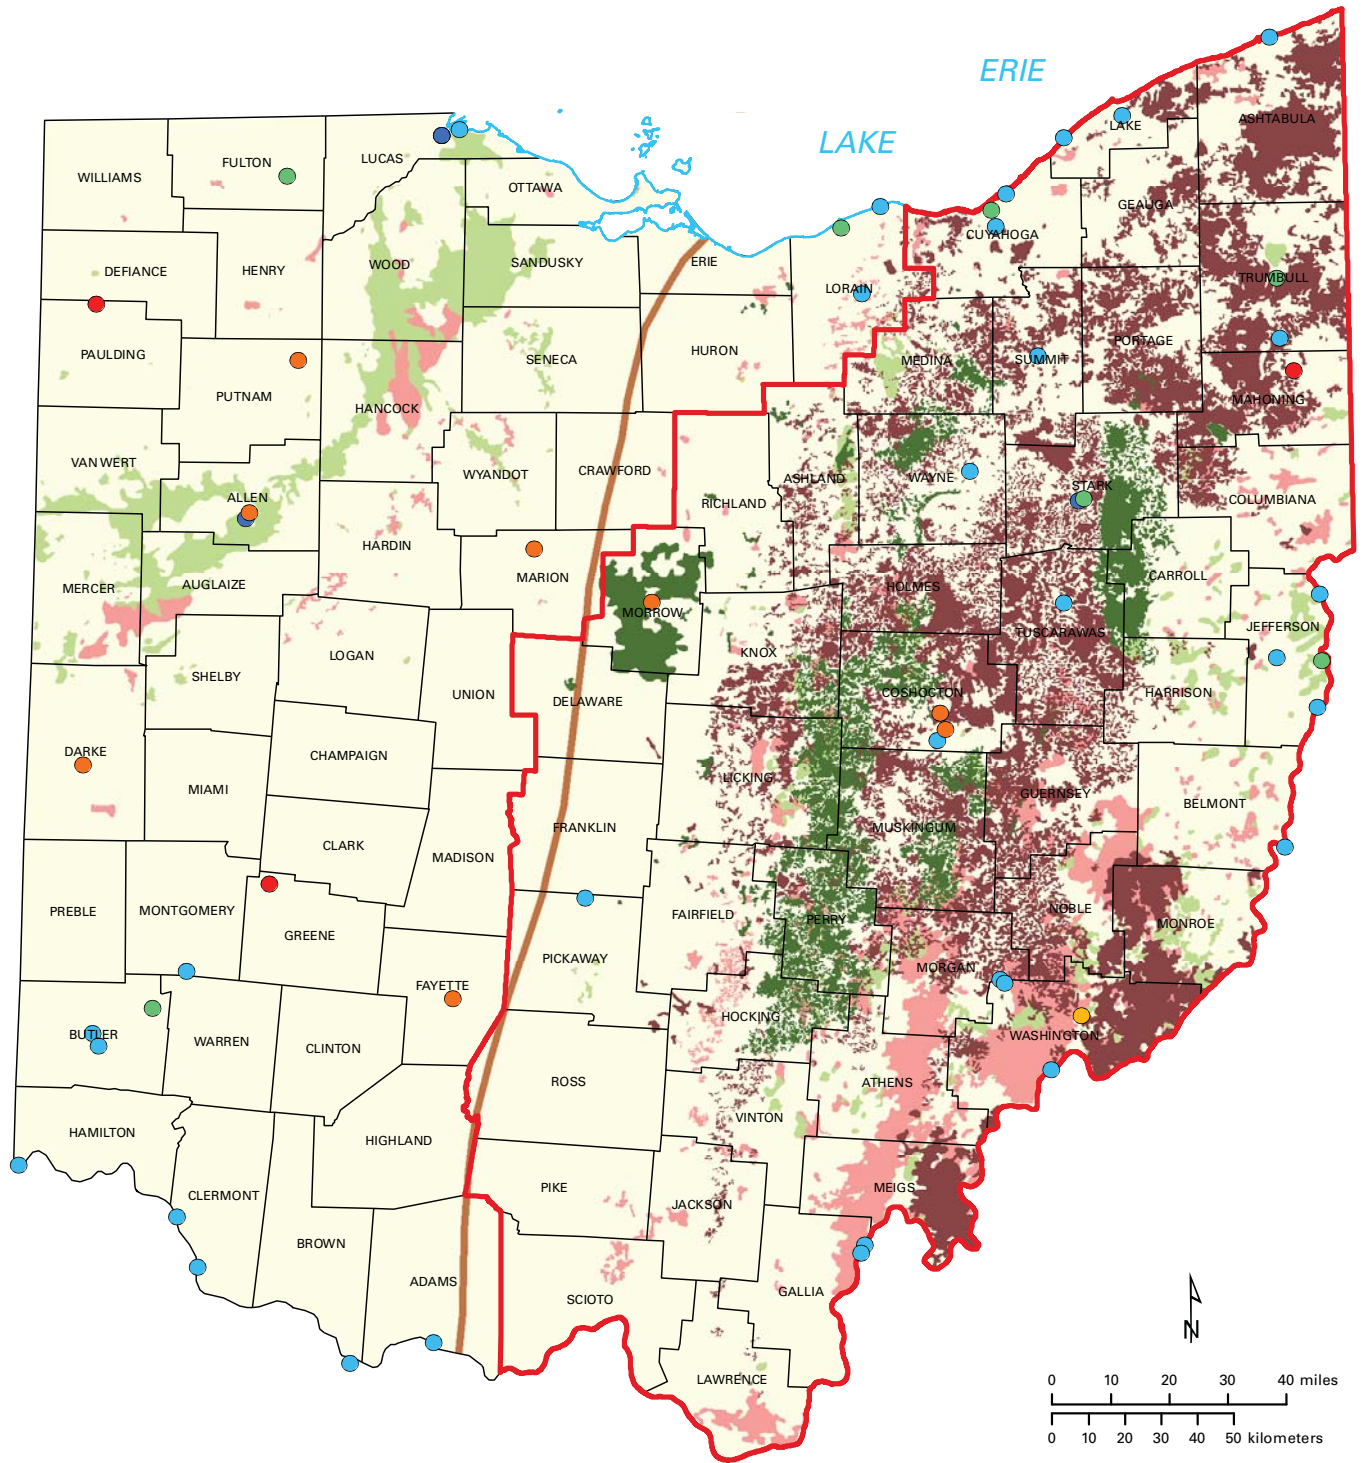 ERIE
LAKE
ASHTABULA
LAKE
FULTON
LUCAS
WILLIAMS
OTTAWA
GEAUGA
CUYAHOGA
DEFIANCE
HENRY
WOOD
SANDUSKY
ERIE
TRUMBULL
LORAIN
PAULDING
SENECA
HURON
MEDINA
SUMMIT
PORTAGE
PUTNAM
HANCOCK
MAHONING
VAN WERT
WYANDOT
CRAWFORD
ASHLAND
WAYNE
STARK
ALLEN
RICHLAND
COLUMBIANA
HARDIN
MARION
MERCER
AUGLAIZE
HOLMES
CARROLL
MORROW
TUSCARAWAS
JEFFERSON
LOGAN
KNOX
SHELBY
UNION
DELAWARE
COSHOCTON
HARRISON
DARKE
CHAMPAIGN
LICKING
MIAMI
GUERNSEY
BELMONT
FRANKLIN
MUSKINGUM
CLARK
MADISON
PREBLE
MONTGOMERY
FAIRFIELD
PERRY
NOBLE
MONROE
GREENE
PICKAWAY
MORGAN
FAYETTE
HOCKING
BUTLER
WARREN
CLINTON
WASHINGTON
ROSS
ATHENS
VINTON
HAMILTON
HIGHLAND
CLERMONT
PIKE
JACKSON
MEIGS
BROWN
ADAMS
SCIOTO
GALLIA
N
LAWRENCE
0 10 20 30 40 miles
0 10 20 30 40 50 kilometers